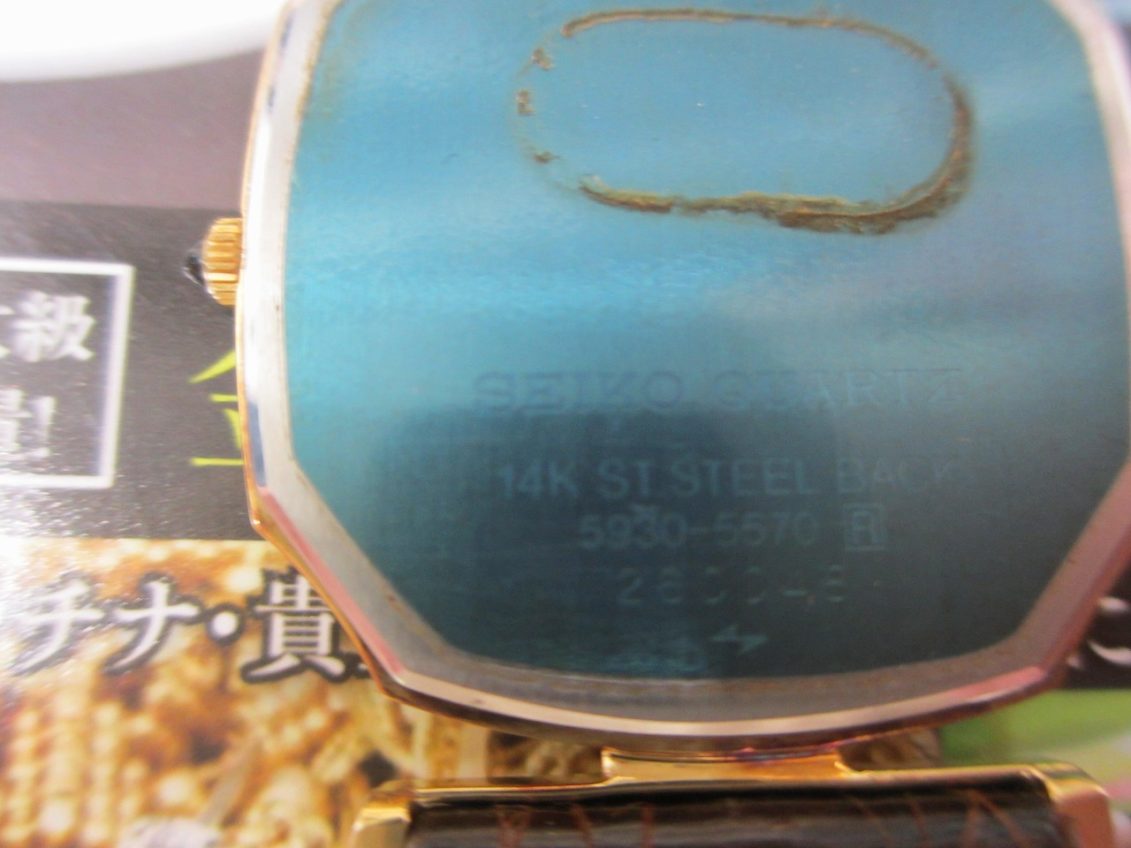 級
SEIKO QUARTZ
14K ST.STEEL BACK
5930-5570 R
チナ・貴